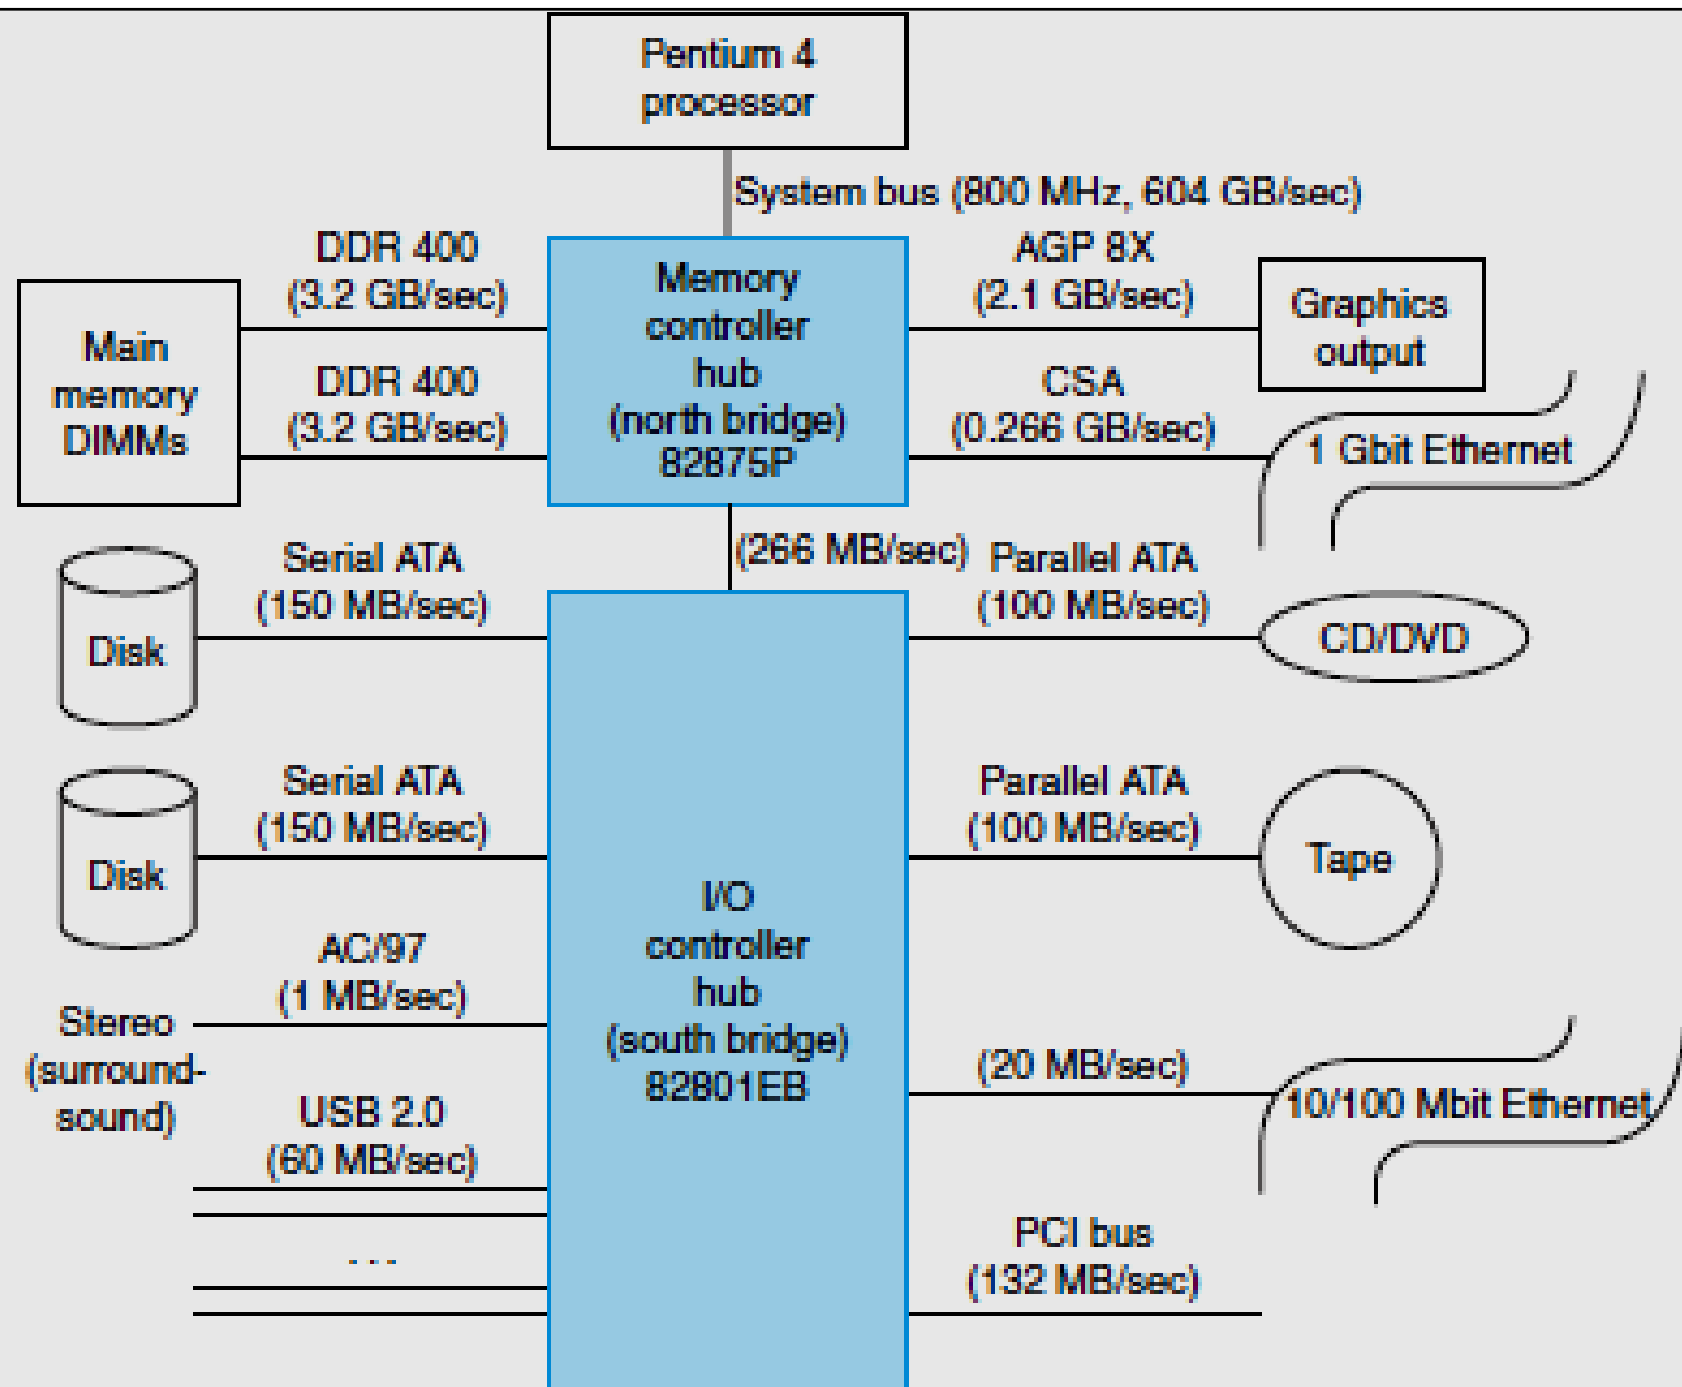 Pentium 4
processor
System bus (800 MHz, 604 GB/sec)
DDR 400
(3.2 GB/sec)
AGP 8X
(2.1 GB/sec)
Memory
controller
hub
(north bridge)
82875P
Main
memory
DIMMs
Graphics
output
DDR 400
(3.2 GB/sec)
CSA
(0.266 GB/sec)
1 Gbit Ethernet
(266 MB/sec)
Serial ATA
(150 MB/sec)
Parallel ATA
(100 MB/sec)
Disk
CD/DVD
Serial ATA
(150 MB/sec)
Parallel ATA
(100 MB/sec)
Disk
Tape
I/O
controller
hub
(south bridge)
82801EB
AC/97
(1 MB/sec)
Stereo
(surround-
sound)
(20 MB/sec)
10/100 Mbit Ethernet
USB 2.0
(60 MB/sec)
. . .
PCI bus
(132 MB/sec)